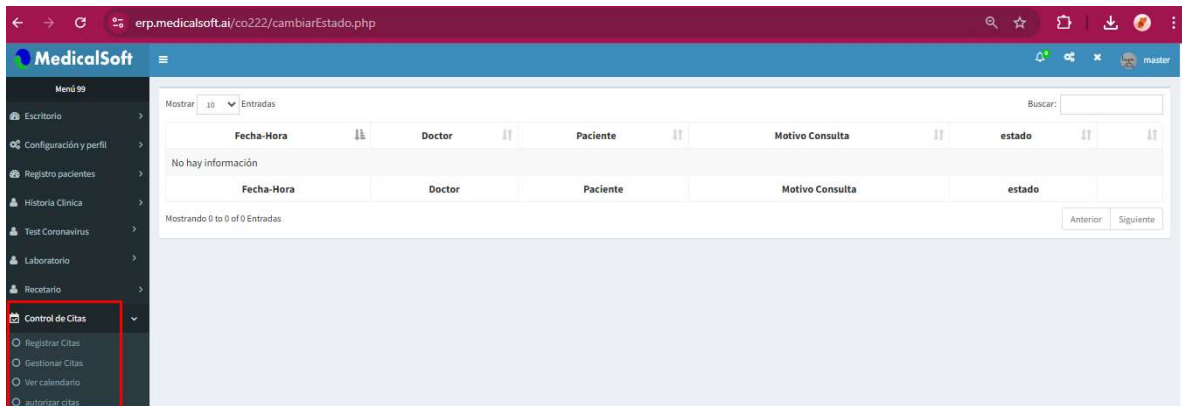 erp.medicalsoft.ai/co222/cambiarEstado.php
MedicalSoft
master
Menú 99
Escritorio
Configuración y perfil
Registro pacientes
Historia Clinica
Test Coronavirus
Laboratorio
Recetario
Control de Citas
Registrar Citas
Gestionar Citas
Ver calendario
autorizar citas
Mostrar 10 Entradas
Buscar:
Fecha-Hora Doctor Paciente Motivo Consulta estado
No hay información
Fecha-Hora Doctor Paciente Motivo Consulta estado
Mostrando 0 to 0 of 0 Entradas
Anterior Siguiente